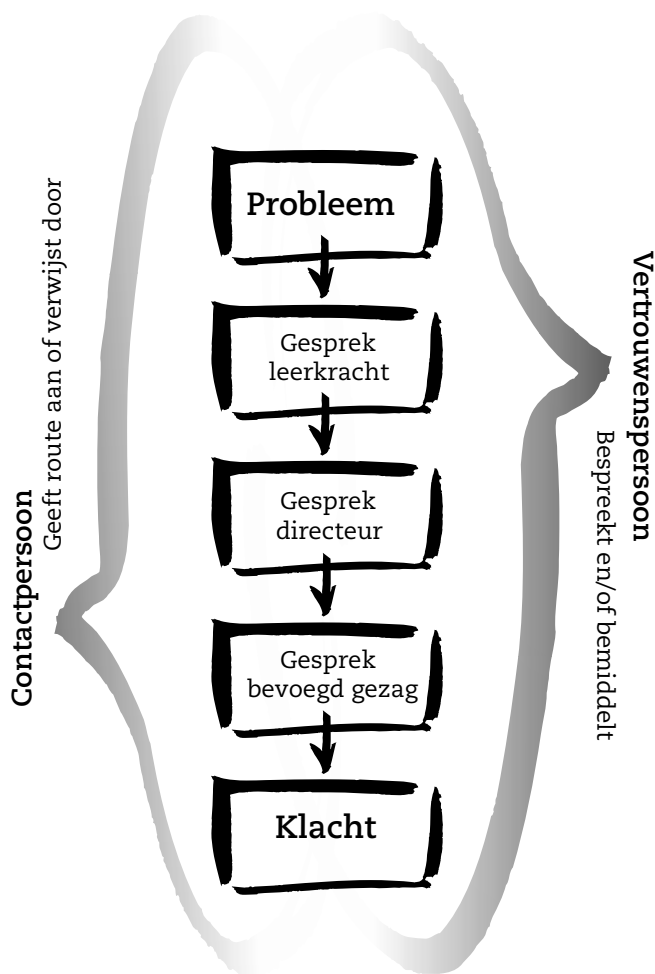 Probleem
Gesprek
leerkracht
Gesprek
directeur
Gesprek
bevoegd gezag
Klacht
Contactpersoon
Geeft route aan of verwijst door
Vertrouwenspersoon
Bespreekt en/of bemiddelt